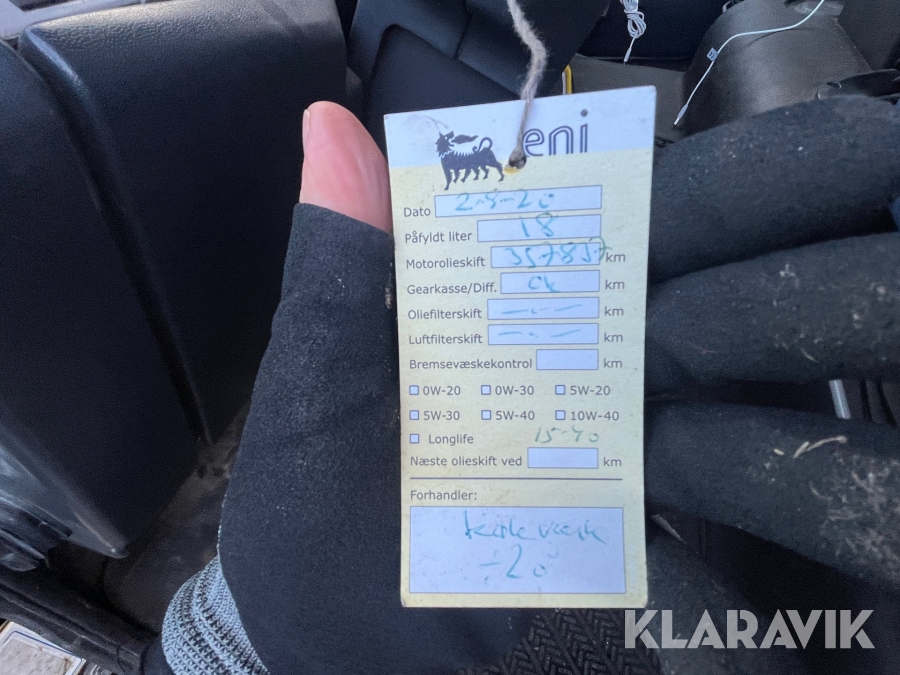 eni
Dato 2-9-20
Påfyldt liter 18
Motorolieskift 357857 km
Gearkasse/Diff. Ok km
Oliefilterskift —·— km
Luftfilterskift —·— km
Bremsevæskekontrol km
0W-20 0W-30 5W-20
5W-30 5W-40 10W-40
Longlife 15-40
Næste olieskift ved km
Forhandler:
-20
KLARAVIK